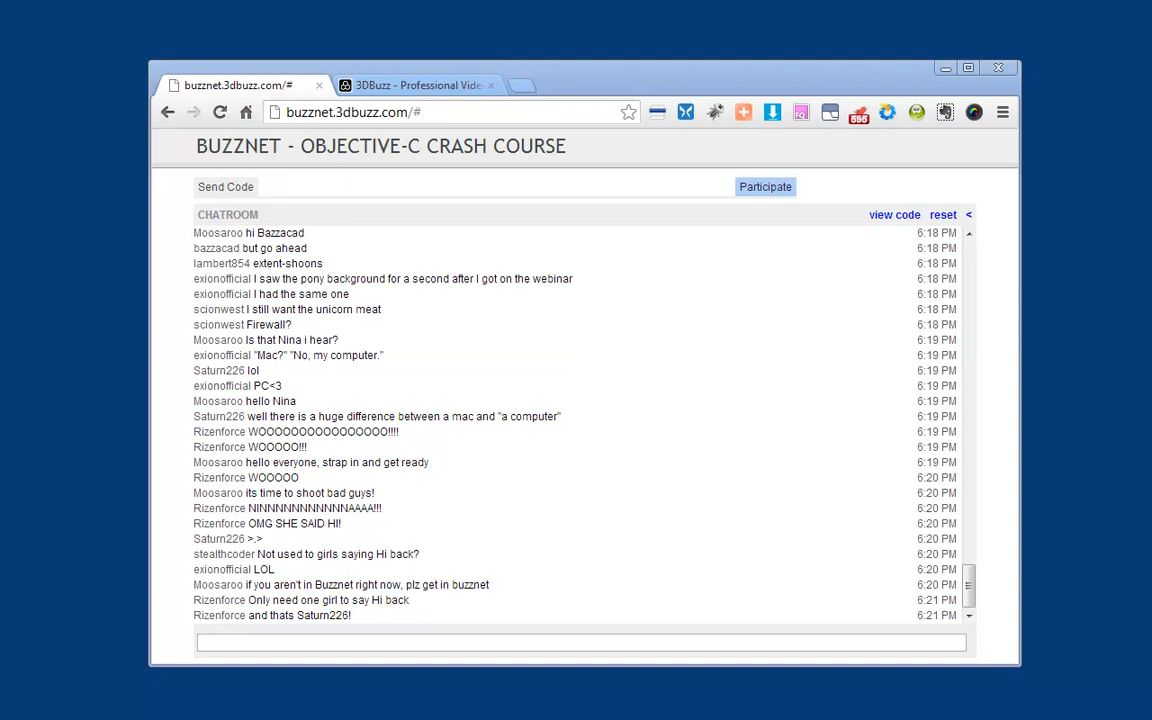 buzznet.3dbuzz.com/#
3DBuzz - Professional Vide
buzznet.3dbuzz.com/#
595
BUZZNET - OBJECTIVE-C CRASH COURSE
Send Code
Participate
CHATROOM view code reset <
Moosaroo hi Bazzacad 6:18 PM
bazzacad but go ahead 6:18 PM
lambert854 extent-shoons 6:18 PM
exionofficial I saw the pony background for a second after I got on the webinar 6:18 PM
exionofficial I had the same one 6:18 PM
scionwest I still want the unicorn meat 6:18 PM
scionwest Firewall? 6:18 PM
Moosaroo Is that Nina i hear? 6:19 PM
exionofficial "Mac?" "No, my computer." 6:19 PM
Saturn226 lol 6:19 PM
exionofficial PC<3 6:19 PM
Moosaroo hello Nina 6:19 PM
Saturn226 well there is a huge difference between a mac and "a computer" 6:19 PM
Rizenforce WOOOOOOOOOOOOOOOO!!!! 6:19 PM
Rizenforce WOOOOO!!! 6:19 PM
Moosaroo hello everyone, strap in and get ready 6:19 PM
Rizenforce WOOOOO 6:20 PM
Moosaroo its time to shoot bad guys! 6:20 PM
Rizenforce NINNNNNNNNNNAAAA!!! 6:20 PM
Rizenforce OMG SHE SAID HI! 6:20 PM
Saturn226 >.> 6:20 PM
stealthcoder Not used to girls saying Hi back? 6:20 PM
exionofficial LOL 6:20 PM
Moosaroo if you aren't in Buzznet right now, plz get in buzznet 6:20 PM
Rizenforce Only need one girl to say Hi back 6:21 PM
Rizenforce and thats Saturn226! 6:21 PM